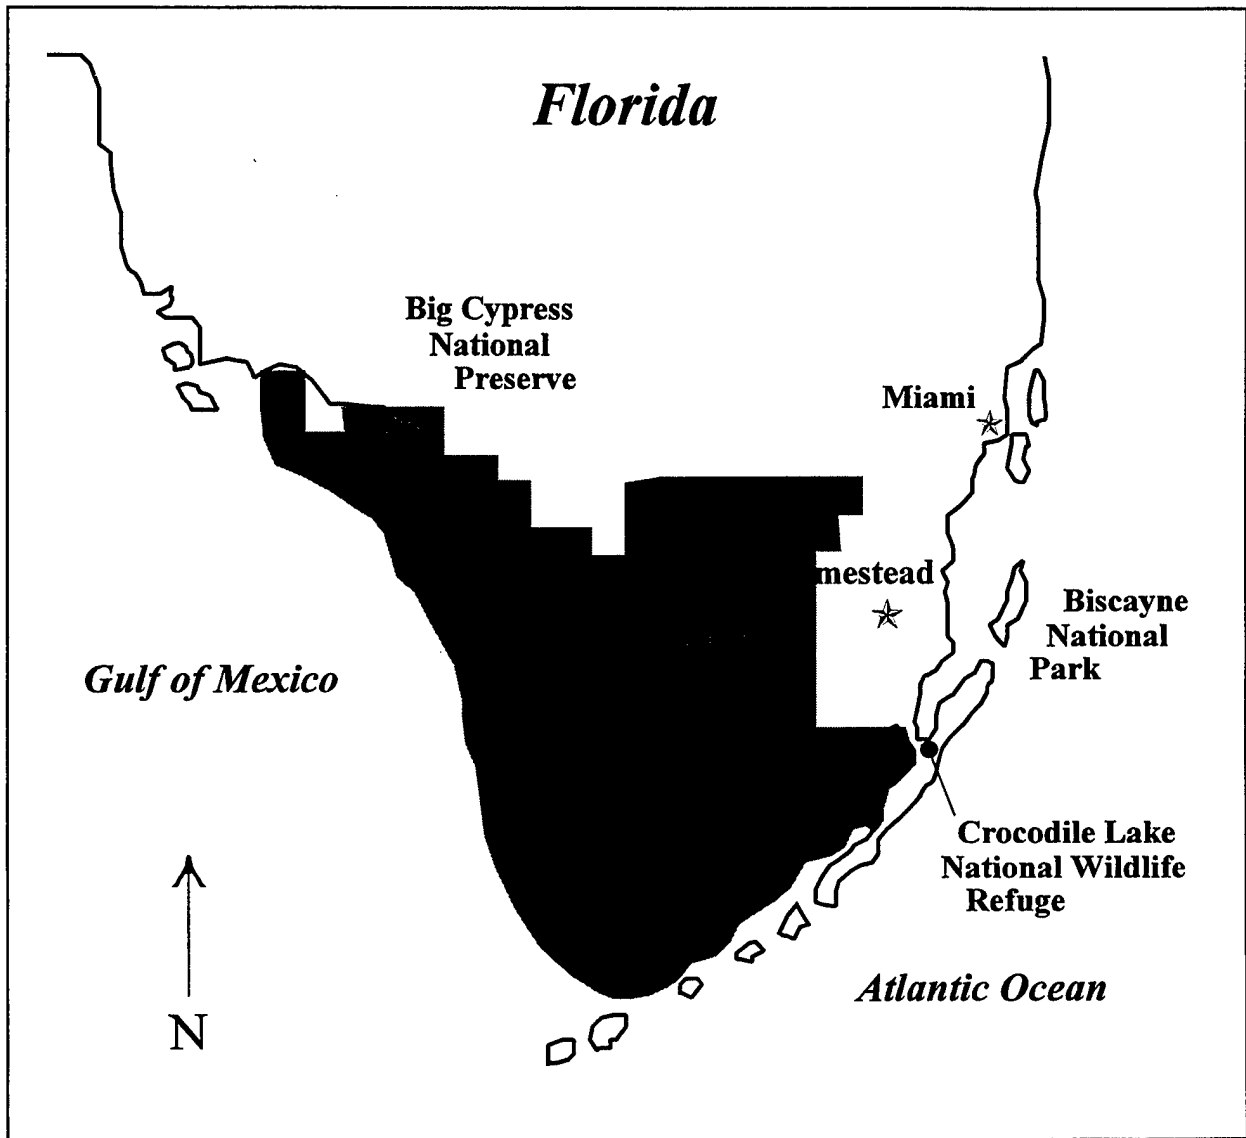 Florida
Big Cypress
National
Preserve
Miami
mestead
Biscayne
National
Park
Gulf of Mexico
Crocodile Lake
National Wildlife
Refuge
Atlantic Ocean
N